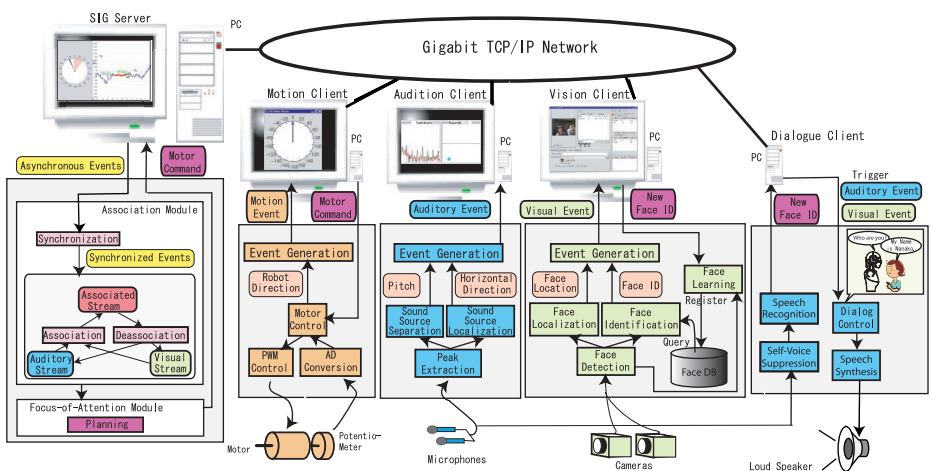 SIG Server
PC
Gigabit TCP/IP Network
Motion Client
Audition Client
Vision Client
Dialogue Client
PC
PC
PC
PC
Asynchronous Events
Motor
Command
Motion
Event
Motor
Command
Auditory Event
Visual Event
New
Face ID
New
Face ID
Trigger
Auditory Event
Visual Event
Association Module
Synchronization
Synchronized Events
Associated
Stream
Association
Deassociation
Auditory
Stream
Visual
Stream
Focus-of-Attention Module
Planning
Event Generation
Robot
Direction
Motor
Control
PWM
Control
AD
Conversion
Motor
Potentio-
Meter
Event Generation
Pitch
Horizontal
Direction
Sound Source
Separation
Sound Source
Localization
Peak
Extraction
Microphones
Event Generation
Face
Location
Face ID
Face
Learning
Register
Face
Localization
Face
Identification
Query
Face
Detection
Face DB
Cameras
Who are you?
My Name
is Nanako.
Speech
Recognition
Dialog
Control
Self-Voice
Suppression
Speech
Synthesis
Loud Speaker